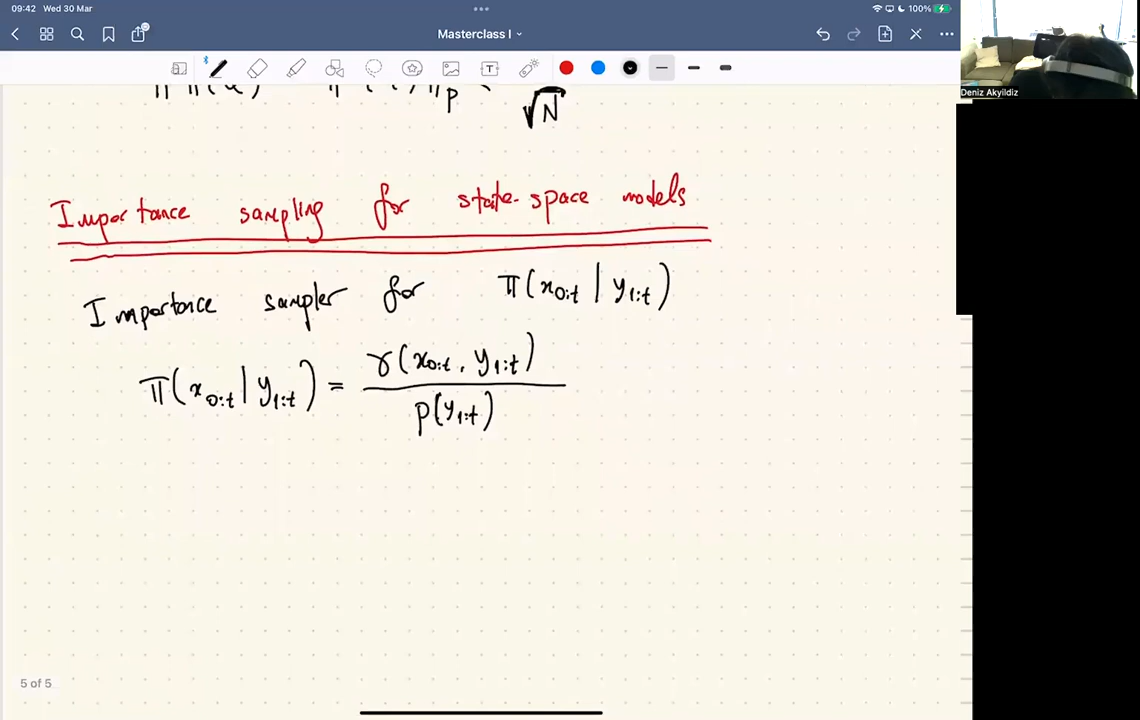 09:42 Wed 30 Mar
100%
Masterclass I
Deniz Akyildiz
√N
Importance sampling for state-space models
Importance sampler for π(x0:t | y1:t)
π(x0:t | y1:t) = γ(x0:t, y1:t) / p(y1:t)
5 of 5